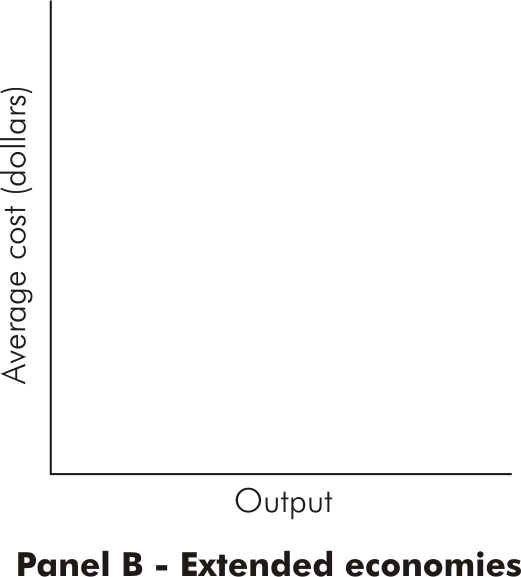 Average cost (dollars)
Output
Panel B - Extended economies